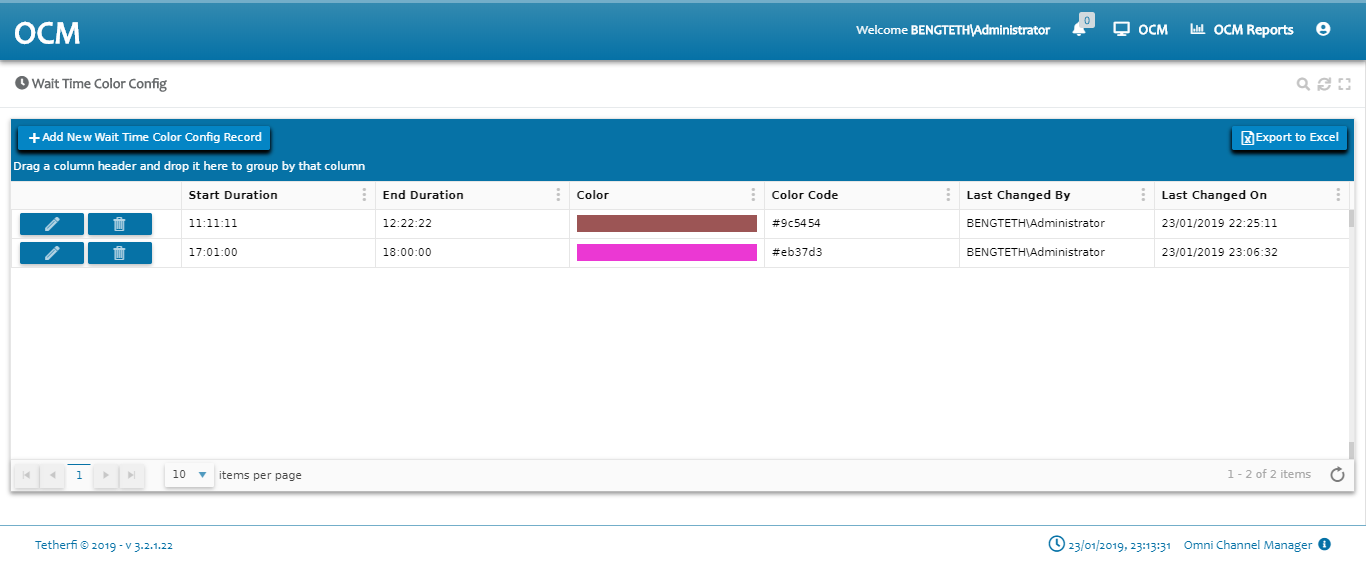 OCM
Welcome BENGTETH\Administrator 0 OCM OCM Reports
Wait Time Color Config
Add New Wait Time Color Config Record Export to Excel
Drag a column header and drop it here to group by that column
Start Duration End Duration Color Color Code Last Changed By Last Changed On
11:11:11 12:22:22 #9c5454 BENGTETH\Administrator 23/01/2019 22:25:11
17:01:00 18:00:00 #eb37d3 BENGTETH\Administrator 23/01/2019 23:06:32
1 10 items per page 1 - 2 of 2 items
Tetherfi © 2019 - v 3.2.1.22 23/01/2019, 23:13:31 Omni Channel Manager